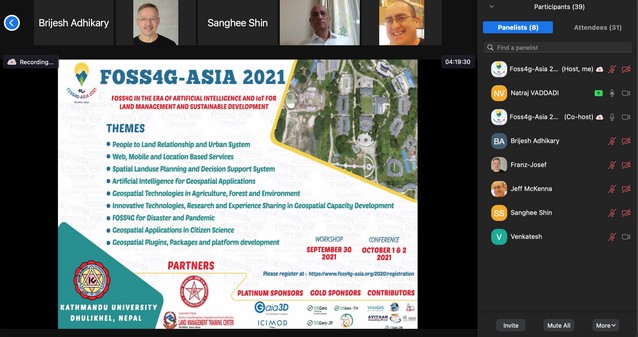 Brijesh Adhikary
Sanghee Shin
Recording...
04:19:30
FOSS4G-ASIA 2021
FOSS4G IN THE ERA OF ARTIFICIAL INTELLIGENCE AND IoT FOR
LAND MANAGEMENT AND SUSTAINABLE DEVELOPMENT
THEMES
People to Land Relationship and Urban System
Web, Mobile and Location Based Services
Spatial Landuse Planning and Decision Support System
Artificial Intelligence for Geospatial Applications
Geospatial Technologies in Agriculture, Forest and Environment
Innovative Technologies, Research and Experience Sharing in Geospatial Capacity Development
FOSS4G for Disaster and Pandemic
Geospatial Applications in Citizen Science
Geospatial Plugins, Packages and platform development
WORKSHOP
SEPTEMBER 30
2021
CONFERENCE
OCTOBER 1 & 2
2021
Please register at : https://www.foss4g-asia.org/2020/registration
KATHMANDU UNIVERSITY
DHULIKHEL, NEPAL
PARTNERS
LAND MANAGEMENT TRAINING CENTER
PLATINUM SPONSORS
Gaia3D
ICIMOD
GOLD SPONSORS
CONTRIBUTORS
Participants (39)
Panelists (8)
Attendees (31)
Find a panelist
Foss4g-Asia 2... (Host, me)
NV
Natraj VADDADI
Foss4g-Asia 2... (Co-host)
BA
Brijesh Adhikary
Franz-Josef
Jeff McKenna
SS
Sanghee Shin
V
Venkatesh
Invite
Mute All
More